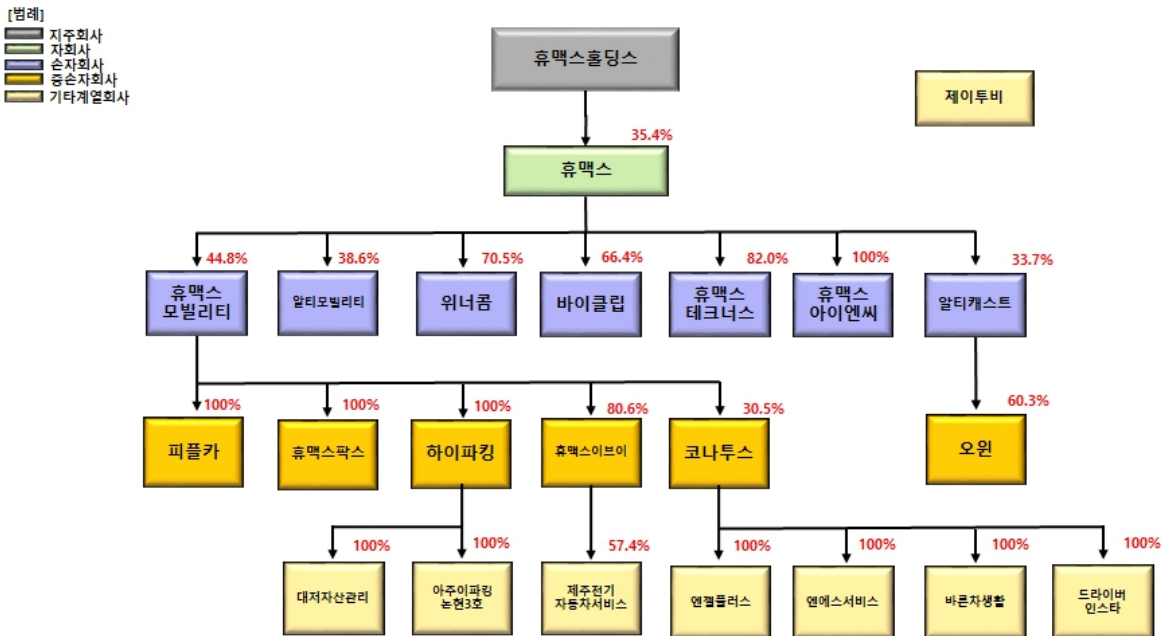 [범례]
지주회사
자회사
손자회사
증손자회사
기타계열회사
휴맥스홀딩스
제이투비
35.4%
휴맥스
44.8%
38.6%
70.5%
66.4%
82.0%
100%
33.7%
휴맥스
모빌리티
알티모빌리티
위너콤
바이클립
휴맥스
테크너스
휴맥스
아이엔씨
알티캐스트
100%
100%
100%
80.6%
30.5%
60.3%
피플카
휴맥스팍스
하이파킹
휴맥스이브이
코나투스
오윈
100%
100%
57.4%
100%
100%
100%
100%
대저자산관리
아주이파킹
논현3호
제주전기
자동차서비스
엔젤플러스
엔에스서비스
바른차생활
드라이버
인스타